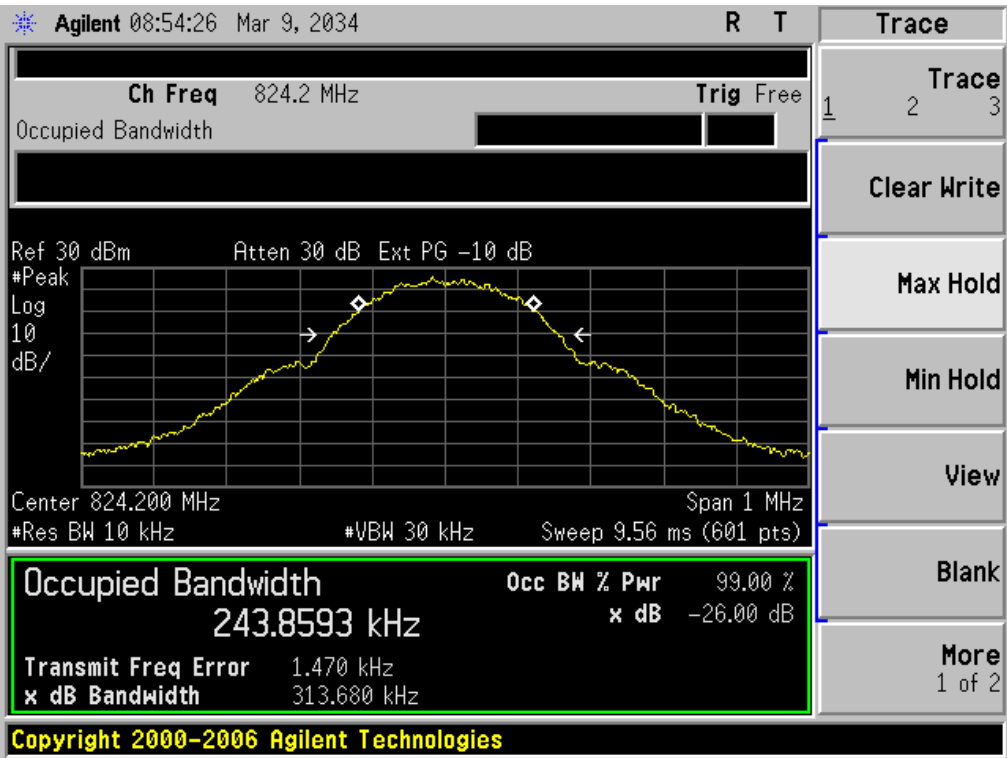 Agilent 08:54:26 Mar 9, 2034 R T
Trace
Ch Freq 824.2 MHz Trig Free
Occupied Bandwidth
Ref 30 dBm Atten 30 dB Ext PG -10 dB
#Peak
Log
10
dB/
Center 824.200 MHz Span 1 MHz
#Res BW 10 kHz #VBW 30 kHz Sweep 9.56 ms (601 pts)
Occupied Bandwidth
243.8593 kHz
Occ BW % Pwr 99.00 %
x dB -26.00 dB
Transmit Freq Error 1.470 kHz
x dB Bandwidth 313.680 kHz
Trace
1 2 3
Clear Write
Max Hold
Min Hold
View
Blank
More
1 of 2
Copyright 2000-2006 Agilent Technologies